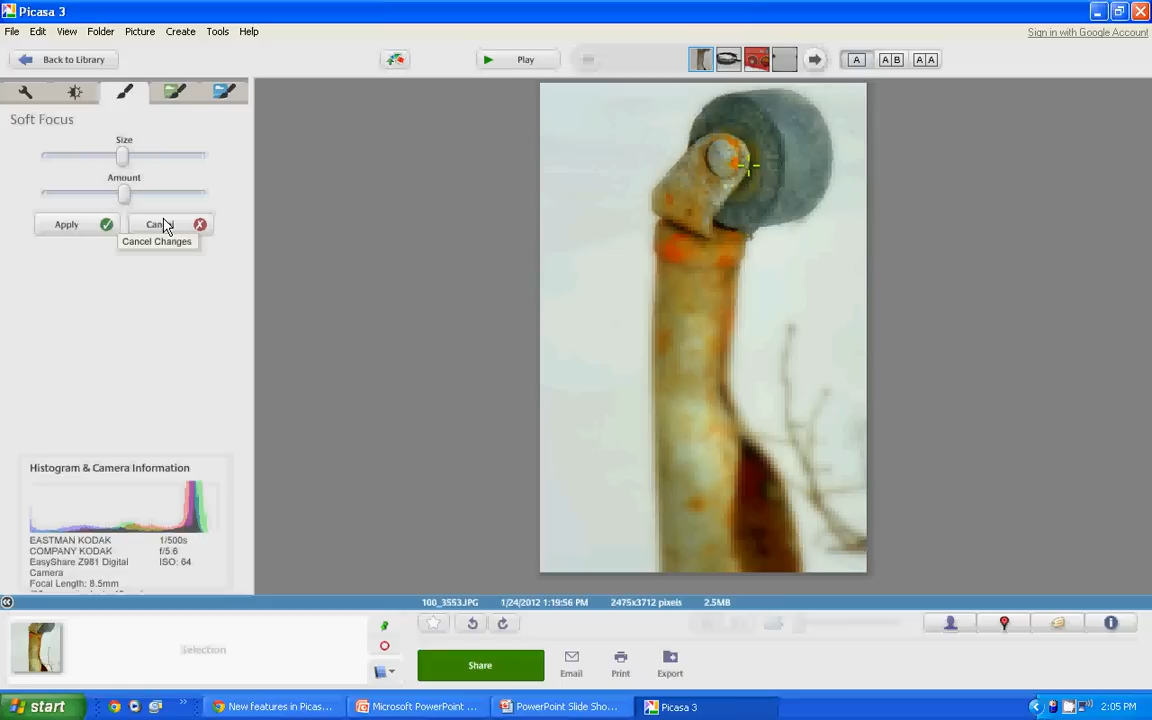 Picasa 3
File Edit View Folder Picture Create Tools Help
Sign in with Google Account
Back to Library
Play
A
A B
A A
Soft Focus
Size
Amount
Apply
Cancel Changes
Histogram & Camera Information
EASTMAN KODAK 1/500s
COMPANY KODAK f/5.6
EasyShare Z981 Digital ISO: 64
Camera
Focal Length: 8.5mm
100_3553.JPG 1/24/2012 1:19:56 PM 2475x3712 pixels 2.5MB
Selection
Share
Email
Print
Export
start
New features in Picas...
Microsoft PowerPoint ...
PowerPoint Slide Sho...
Picasa 3
2:05 PM